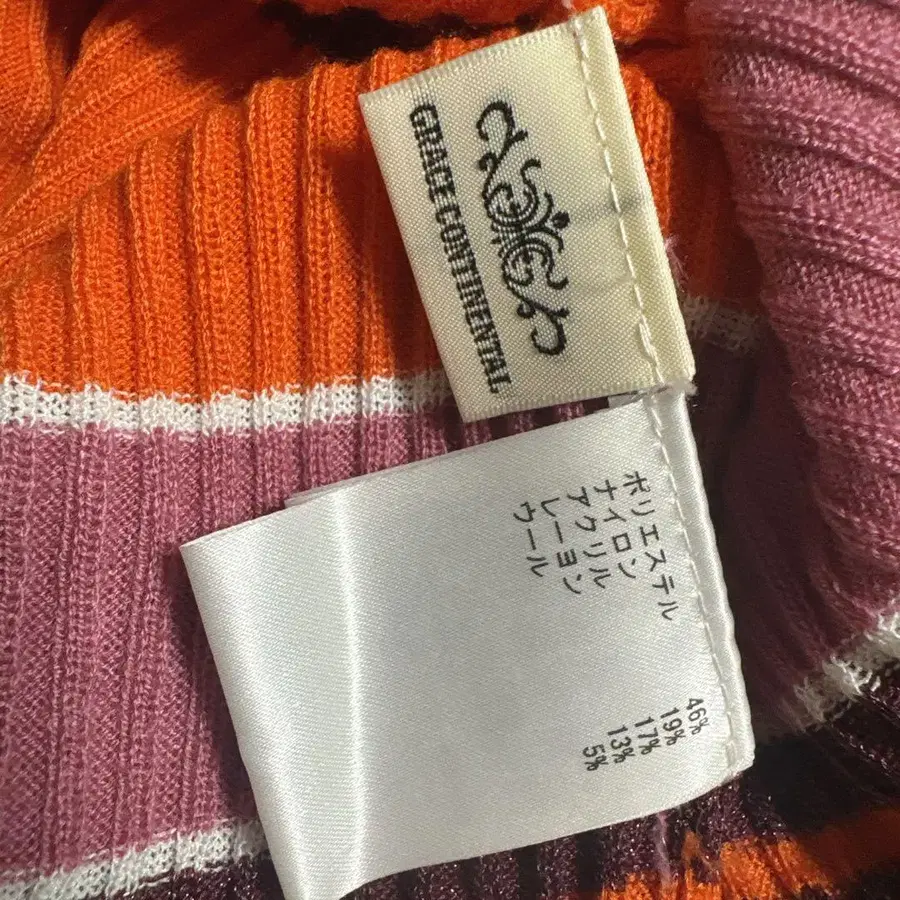 GRACE CONTINENTAL
ポリエステル 46%
ナイロン 19%
アクリル 17%
レーヨン 13%
ウール 5%